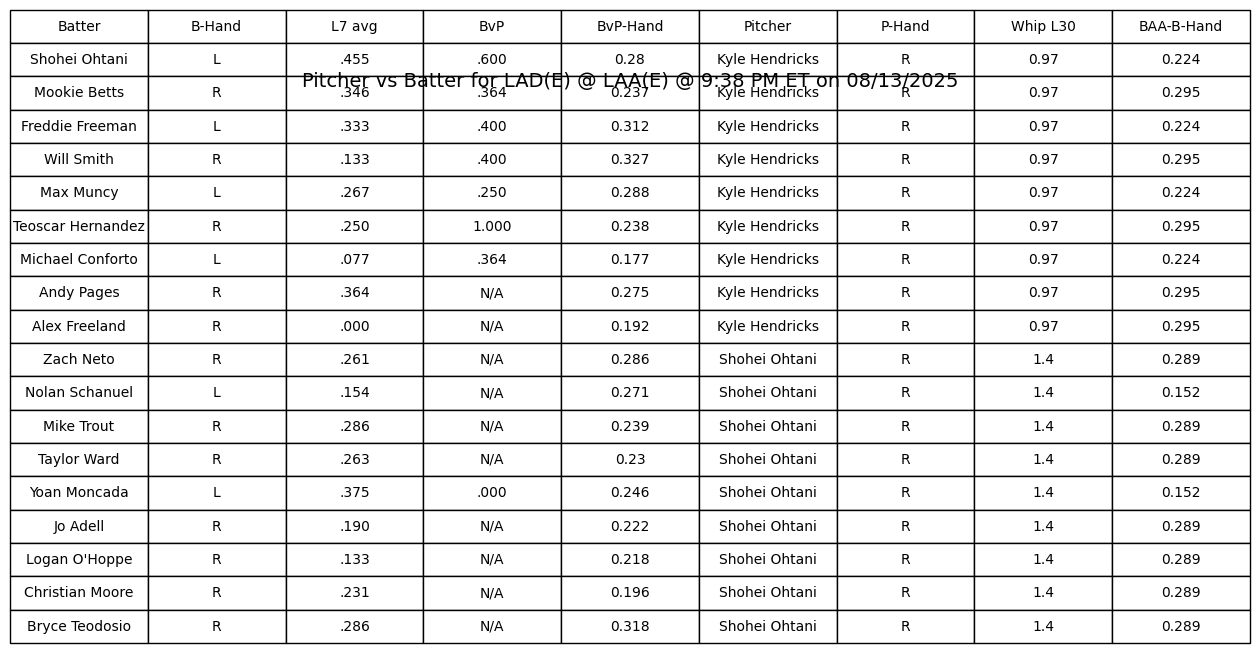 Batter B-Hand L7 avg BvP BvP-Hand Pitcher P-Hand Whip L30 BAA-B-Hand
Shohei Ohtani L .455 .600 0.28 Kyle Hendricks R 0.97 0.224
Pitcher vs Batter for LAD(E) @ LAA(E) @ 9:38 PM ET on 08/13/2025
Mookie Betts R .346 .364 0.237 Kyle Hendricks R 0.97 0.295
Freddie Freeman L .333 .400 0.312 Kyle Hendricks R 0.97 0.224
Will Smith R .133 .400 0.327 Kyle Hendricks R 0.97 0.295
Max Muncy L .267 .250 0.288 Kyle Hendricks R 0.97 0.224
Teoscar Hernandez R .250 1.000 0.238 Kyle Hendricks R 0.97 0.295
Michael Conforto L .077 .364 0.177 Kyle Hendricks R 0.97 0.224
Andy Pages R .364 N/A 0.275 Kyle Hendricks R 0.97 0.295
Alex Freeland R .000 N/A 0.192 Kyle Hendricks R 0.97 0.295
Zach Neto R .261 N/A 0.286 Shohei Ohtani R 1.4 0.289
Nolan Schanuel L .154 N/A 0.271 Shohei Ohtani R 1.4 0.152
Mike Trout R .286 N/A 0.239 Shohei Ohtani R 1.4 0.289
Taylor Ward R .263 N/A 0.23 Shohei Ohtani R 1.4 0.289
Yoan Moncada L .375 .000 0.246 Shohei Ohtani R 1.4 0.152
Jo Adell R .190 N/A 0.222 Shohei Ohtani R 1.4 0.289
Logan O'Hoppe R .133 N/A 0.218 Shohei Ohtani R 1.4 0.289
Christian Moore R .231 N/A 0.196 Shohei Ohtani R 1.4 0.289
Bryce Teodosio R .286 N/A 0.318 Shohei Ohtani R 1.4 0.289